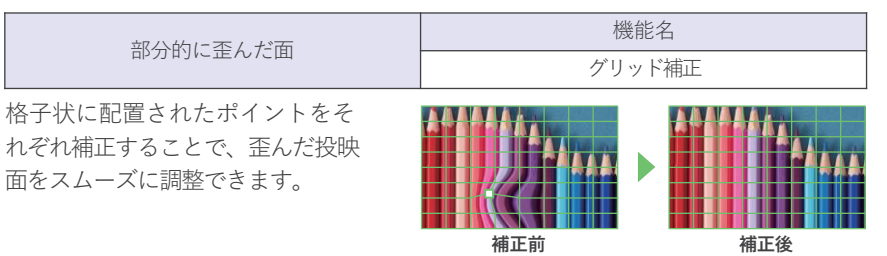 部分的に歪んだ面
機能名
グリッド補正
格子状に配置されたポイントをそ
れぞれ補正することで、歪んだ投映
面をスムーズに調整できます。
補正前
補正後